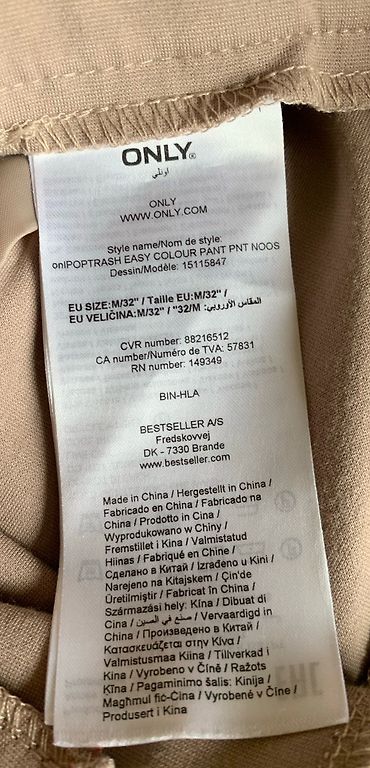 ONLY®
اونلي
ONLY
WWW.ONLY.COM
Style name/Nom de style:
onlPOPTRASH EASY COLOUR PANT PNT NOOS
Dessin/Modèle: 15115847
EU SIZE:M/32" / Taille EU:M/32" /
EU VELIČINA:M/32" / "32/M :المقاس الأوروبي
CVR number: 88216512
CA number/Numéro de TVA: 57831
RN number: 149349
BIN-HLA
BESTSELLER A/S
Fredskovvej
DK - 7330 Brande
www.bestseller.com
Made in China / Hergestellt in China /
Fabricado en China / Fabricado na
China / Prodotto in Cina /
Wyprodukowano w Chiny /
Fremstillet i Kina / Valmistatud
Hiinas / Fabriqué en Chine /
Сделано в Китай / Izrađeno u Kini /
Narejeno na Kitajskem / Çin'de
Üretilmiştir / Fabricat în China /
Származási hely: Kína / Dibuat di
Cina / صنع في الصين / Vervaardigd in
China / Произведено в Китай /
Κατασκευάζεται στην Κίνα /
Valmistusmaa Kiina / Tillverkad i
Kina / Vyrobeno v Číně / Ražots
Ķīna / Pagaminimo šalis: Kinija /
Magħmul fiċ-Ċina / Vyrobené v Číne /
Produsert i Kina